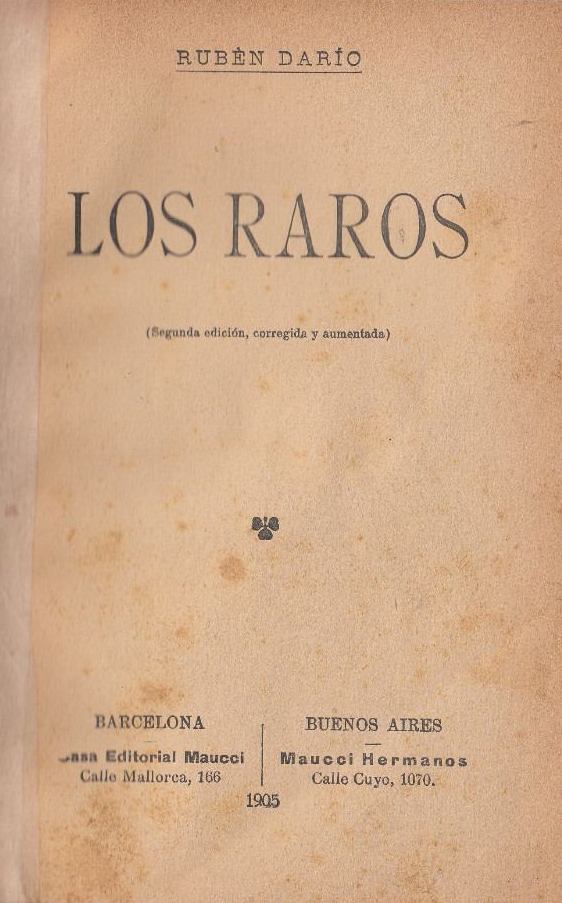 RUBÈN DARÍO
LOS RAROS
(Segunda edición, corregida y aumentada)
BARCELONA
Casa Editorial Maucci
Calle Mallorca, 166
BUENOS AIRES
Maucci Hermanos
Calle Cuyo, 1070.
1905